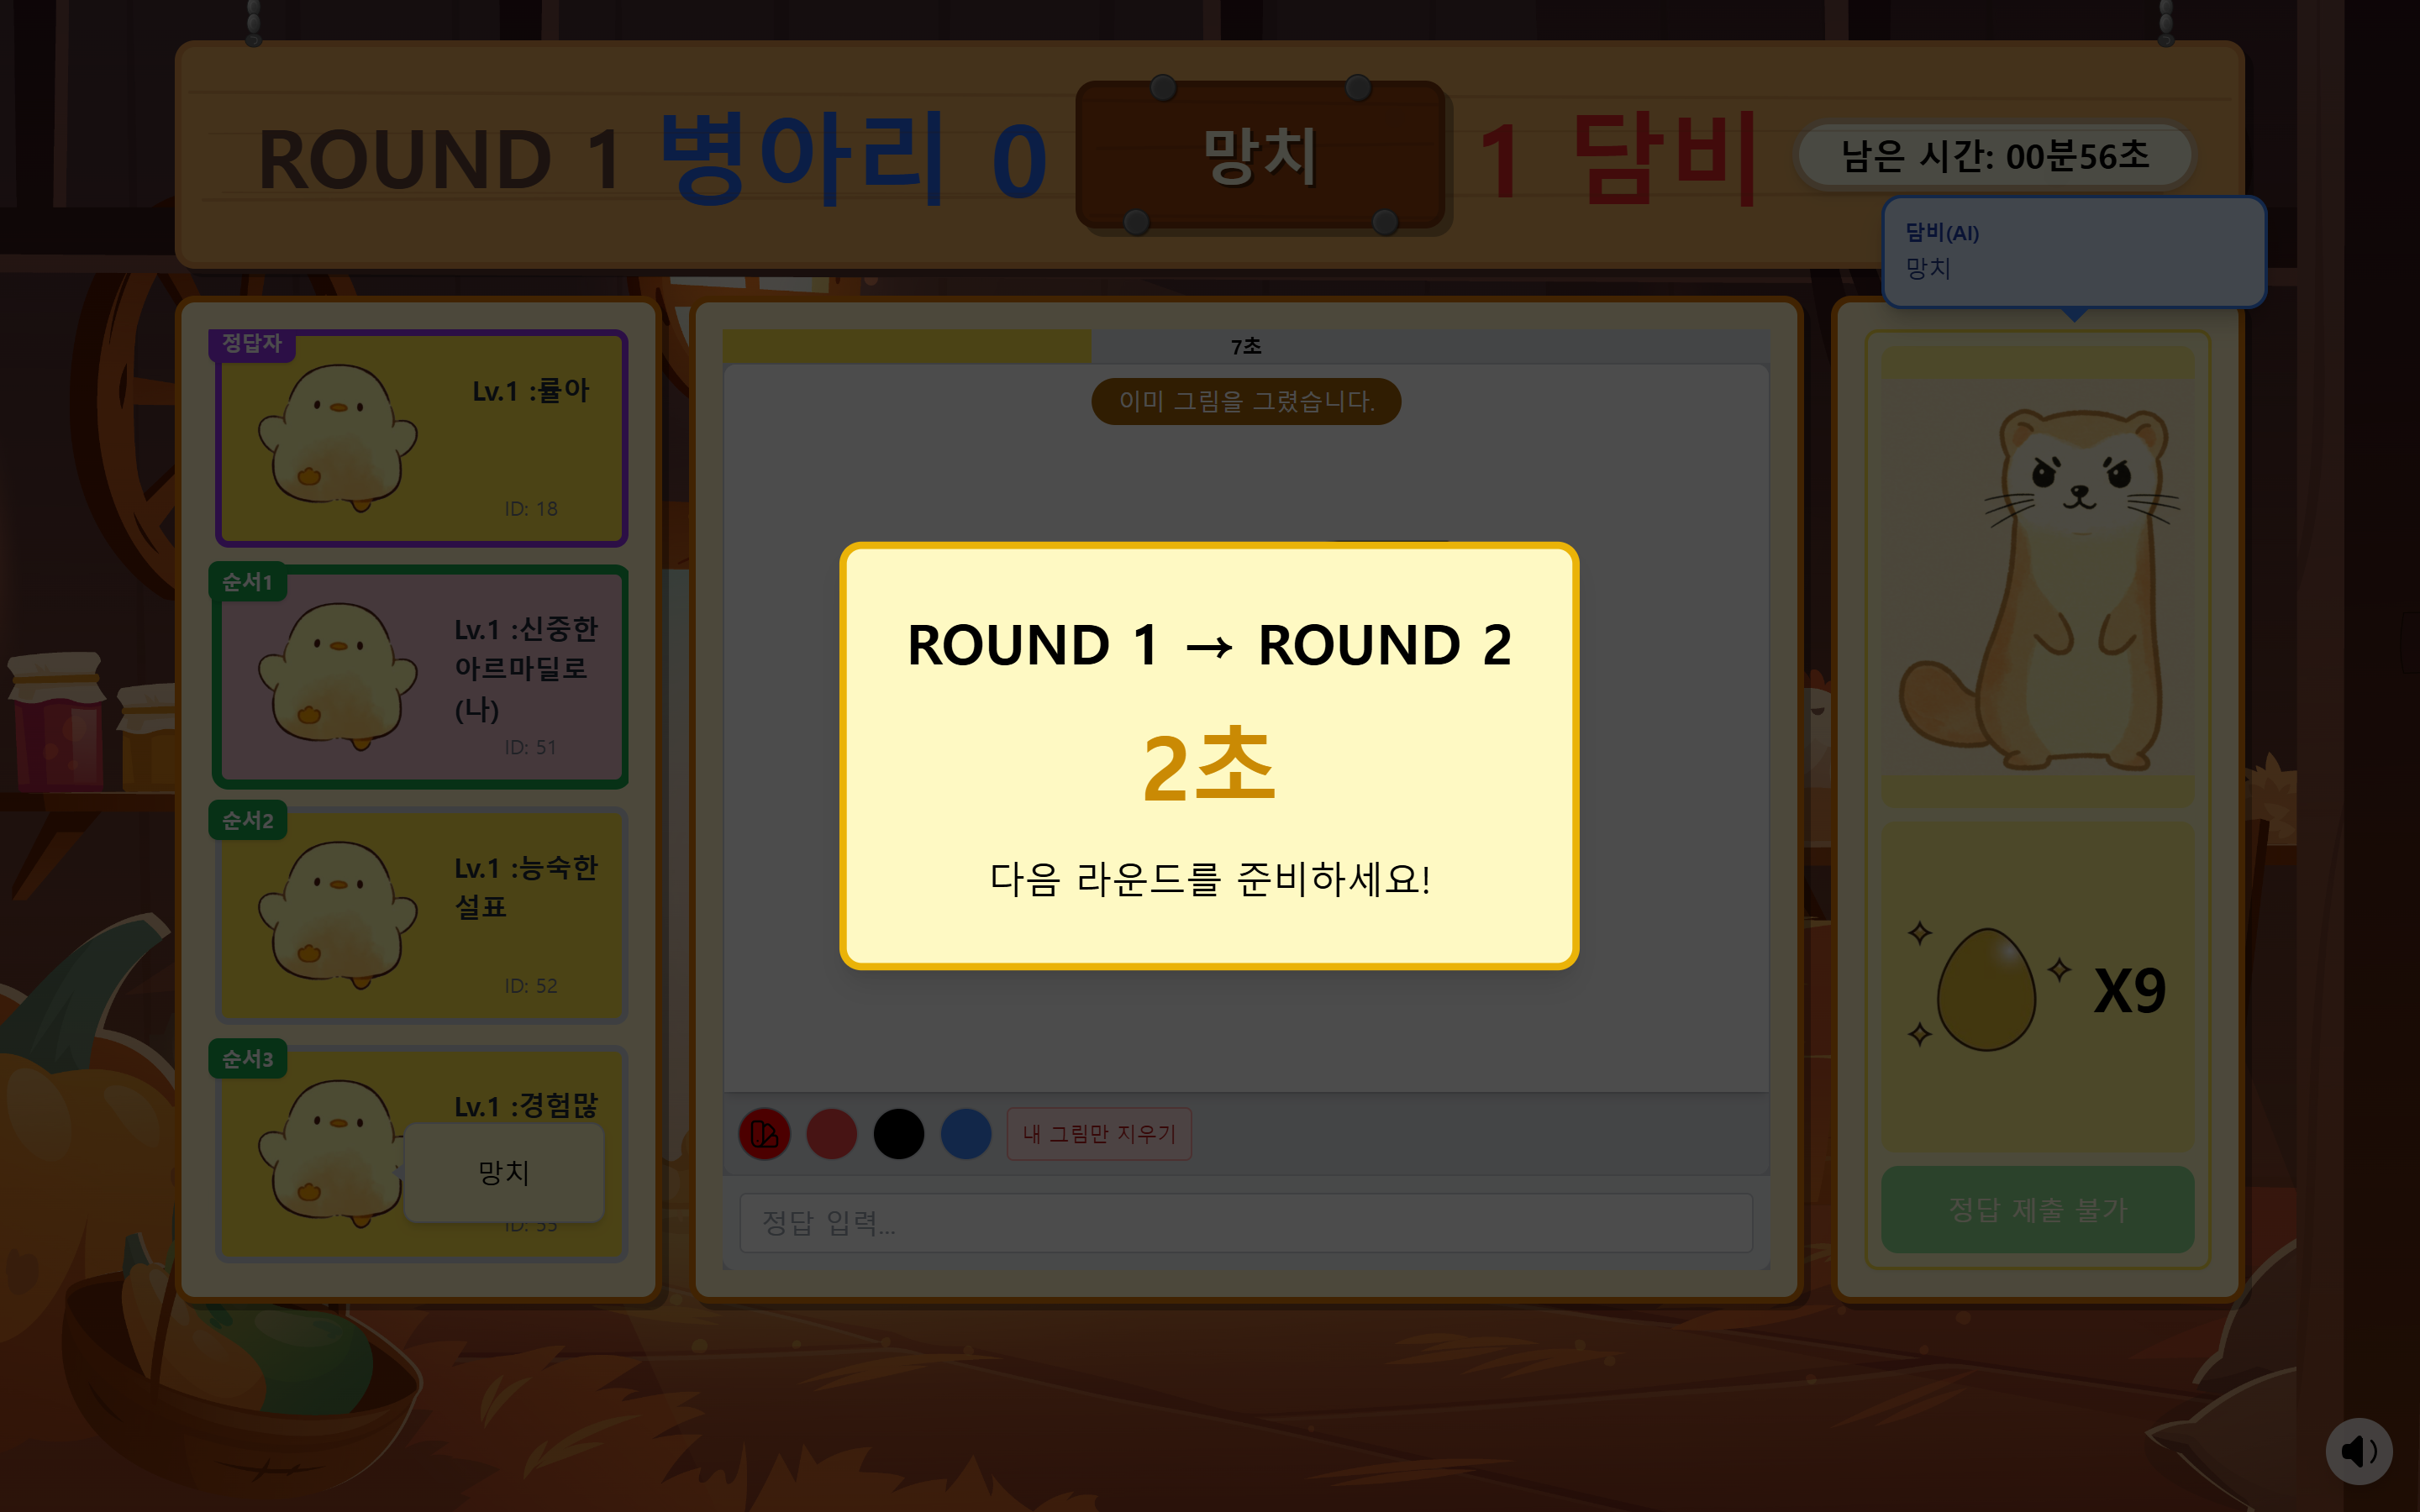 ROUND 1 병아리 0 망치 1 담비 남은 시간: 00분56초
담비(AI)
망치
정답자
Lv.1 :률아
ID: 18
순서1
Lv.1 :신중한
아르마딜로
(나)
ID: 51
순서2
Lv.1 :능숙한
설표
ID: 52
순서3
Lv.1 :경험많
망치
7초
이미 그림을 그렸습니다.
ROUND 1 → ROUND 2
2초
다음 라운드를 준비하세요!
내 그림만 지우기
정답 입력...
X9
정답 제출 불가